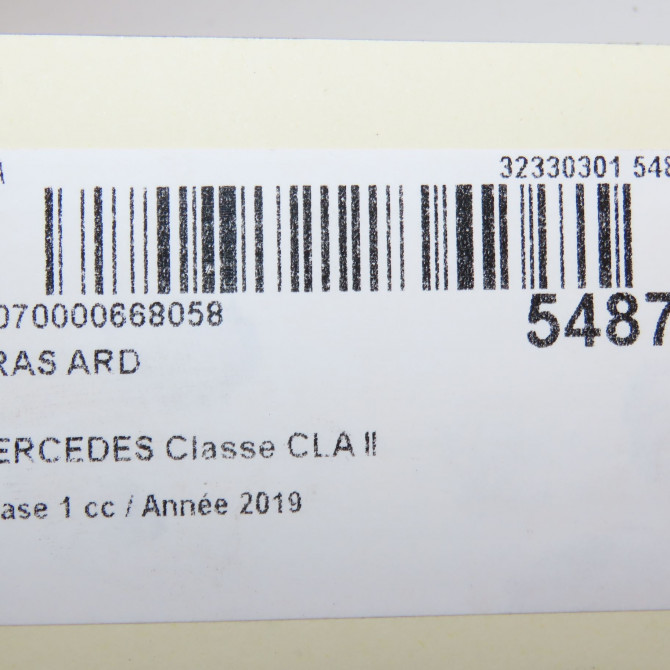 32330301 548
070000668058
5487
RAS ARD
ERCEDES Classe CLA II
ase 1 cc / Année 2019